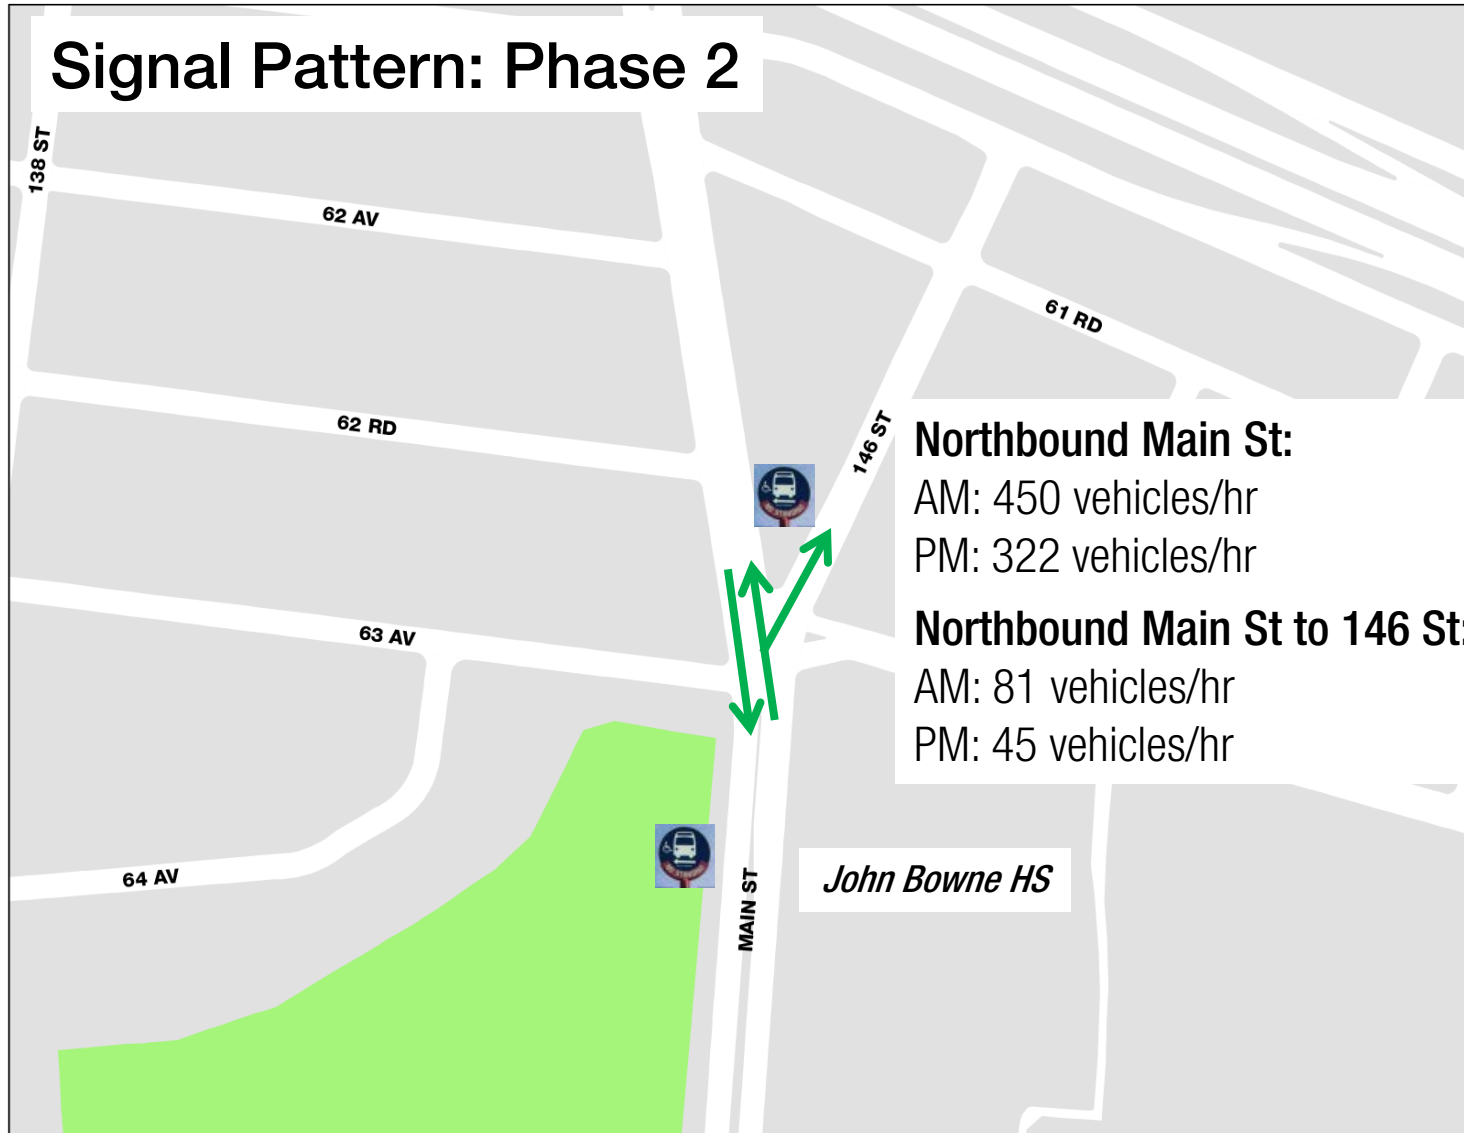 Signal Pattern: Phase 2
138 ST
62 AV
61 RD
62 RD
146 ST
Northbound Main St:
AM: 450 vehicles/hr
PM: 322 vehicles/hr
Northbound Main St to 146 St:
AM: 81 vehicles/hr
PM: 45 vehicles/hr
63 AV
64 AV
MAIN ST
John Bowne HS